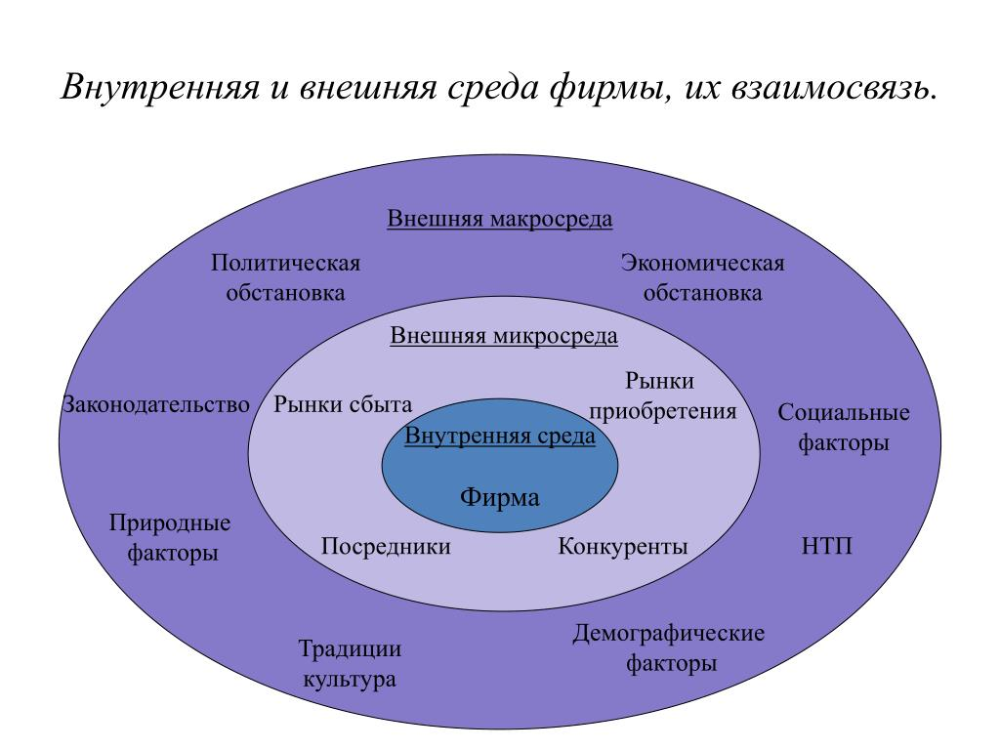 Внутренняя и внешняя среда фирмы, их взаимосвязь.
Внешняя макросреда
Политическая
обстановка
Экономическая
обстановка
Внешняя микросреда
Законодательство
Рынки сбыта
Рынки
приобретения
Социальные
факторы
Внутренняя среда
Фирма
Природные
факторы
Посредники
Конкуренты
НТП
Традиции
культура
Демографические
факторы